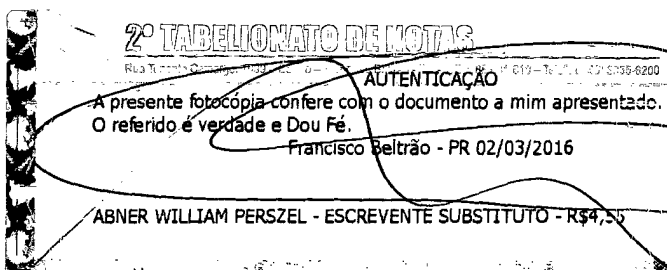 2º TABELIONATO DE NOTAS
Rua
AUTENTICAÇÃO
A presente fotocópia confere com o documento a mim apresentado.
O referido é verdade e Dou Fé.
Francisco Beltrão - PR 02/03/2016
ABNER WILLIAM PERSZEL - ESCREVENTE SUBSTITUTO - R$4,55